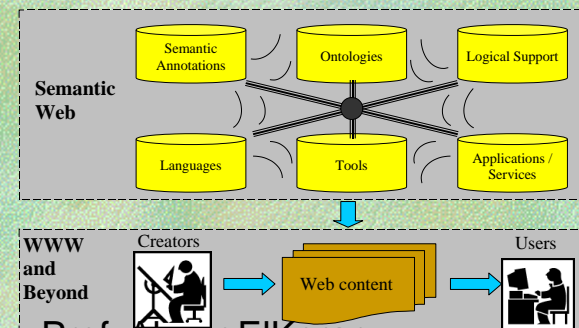 Semantic
Annotations
Ontologies
Logical Support
Semantic
Web
Languages
Tools
Applications /
Services
WWW
and
Beyond
Creators
Web content
Users